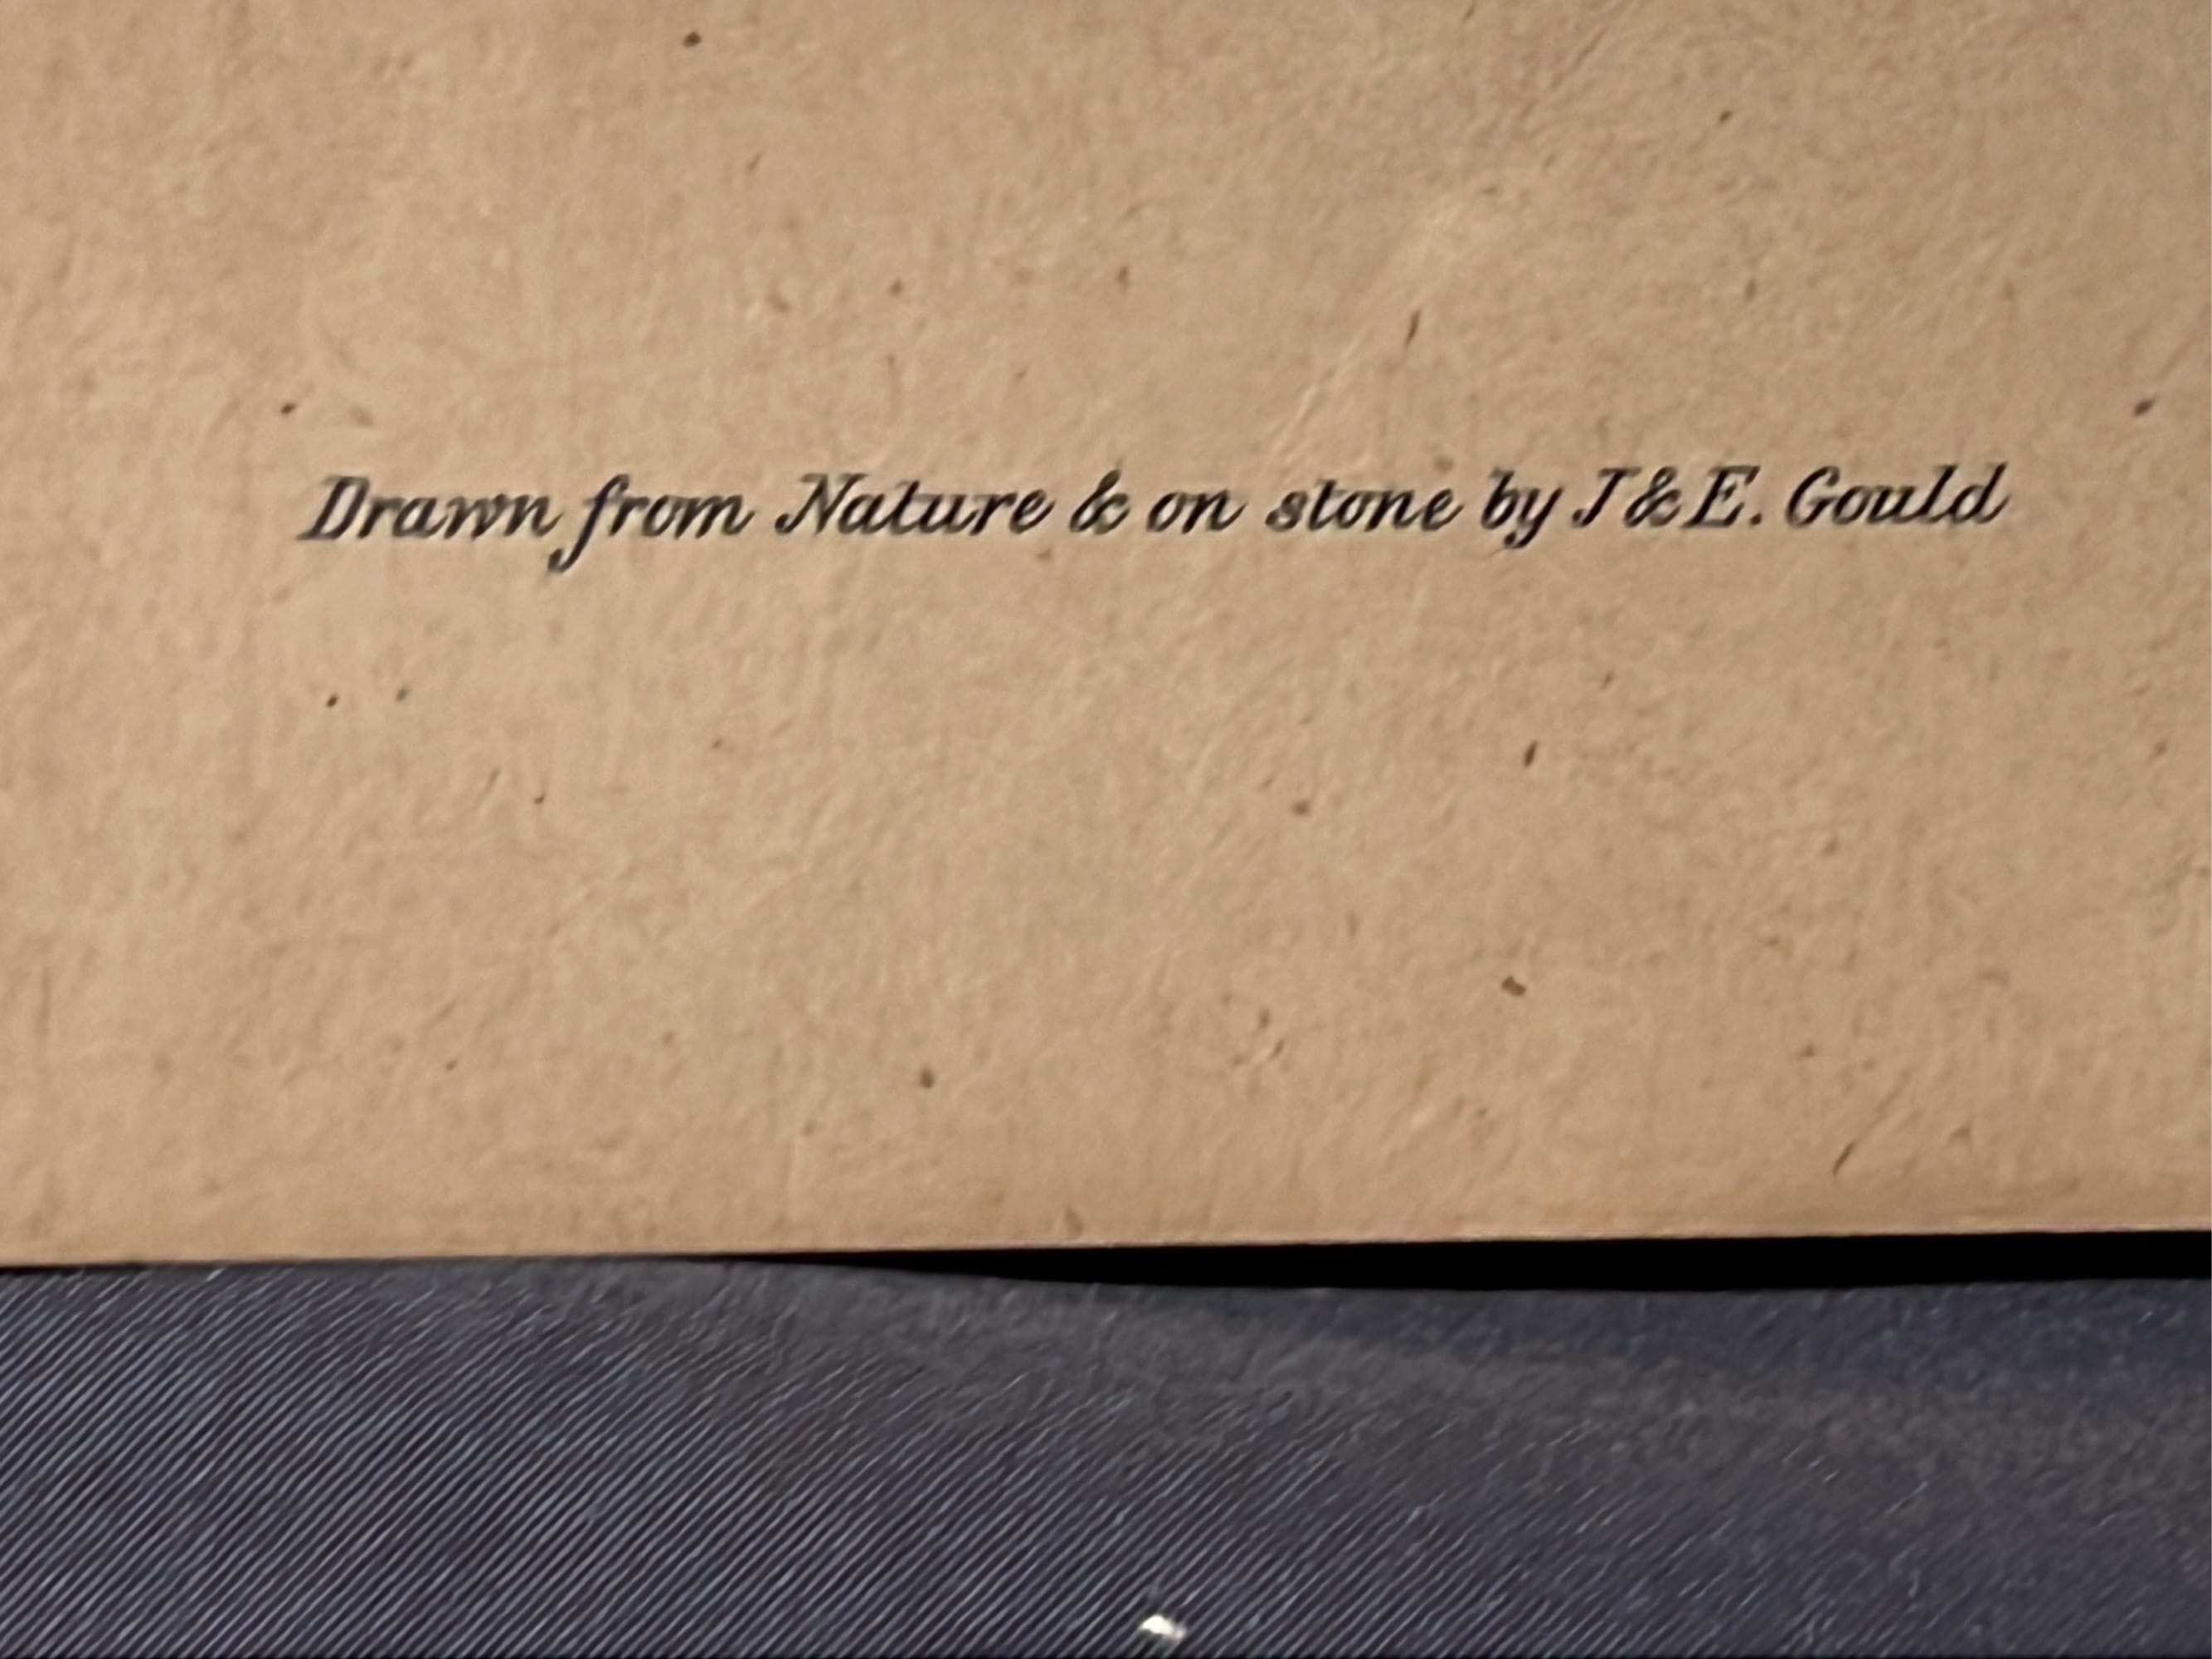 Drawn from Nature & on stone by J & E. Gould